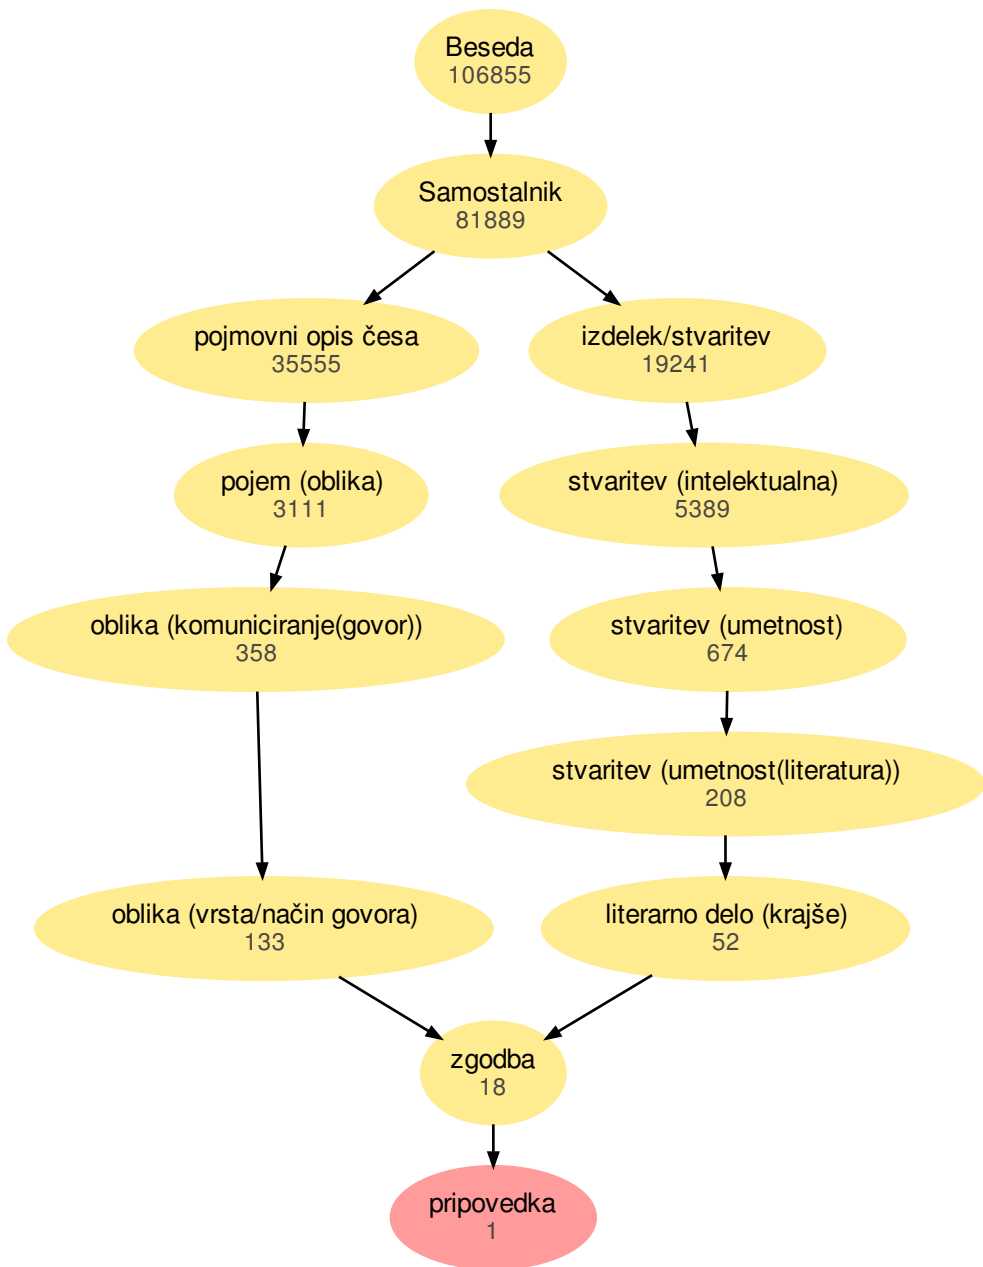 Beseda
106855
Samostalnik
81889
pojmovni opis česa
35555
izdelek/stvaritev
19241
pojem (oblika)
3111
stvaritev (intelektualna)
5389
oblika (komuniciranje(govor))
358
stvaritev (umetnost)
674
stvaritev (umetnost(literatura))
208
oblika (vrsta/način govora)
133
literarno delo (krajše)
52
zgodba
18
pripovedka
1